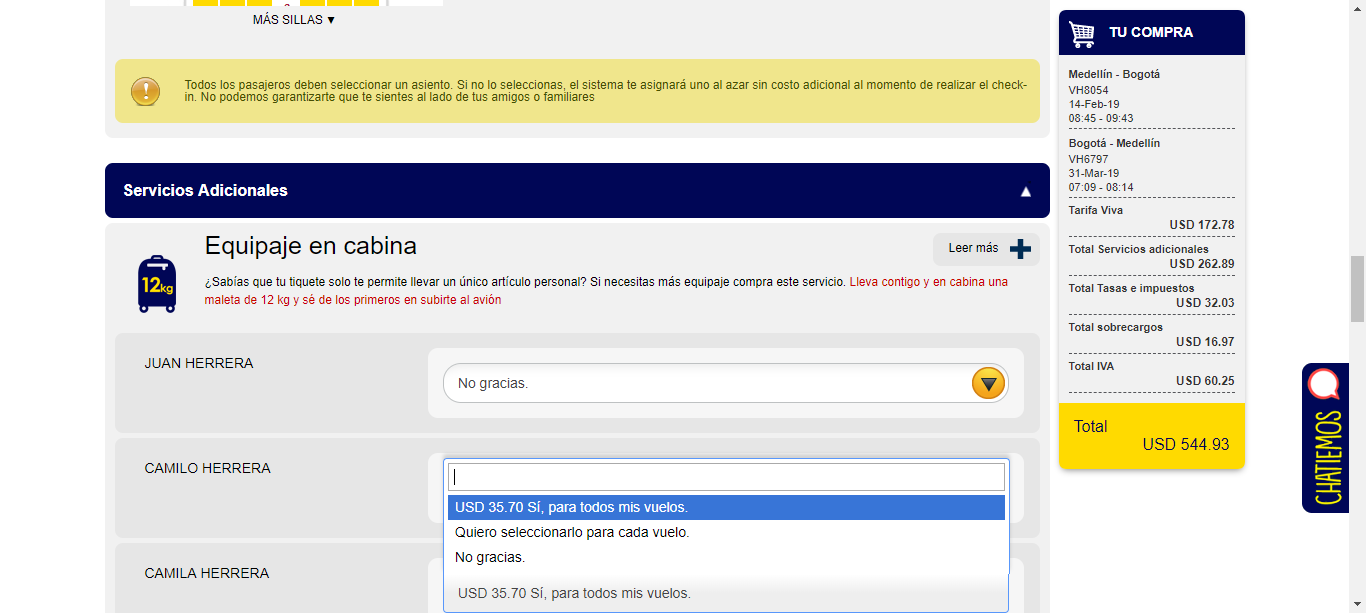 MÁS SILLAS ▼
Todos los pasajeros deben seleccionar un asiento. Si no lo seleccionas, el sistema te asignará uno al azar sin costo adicional al momento de realizar el check-
in. No podemos garantizarte que te sientes al lado de tus amigos o familiares
Servicios Adicionales
▲
Equipaje en cabina
Leer más
12kg
¿Sabías que tu tiquete solo te permite llevar un único artículo personal? Si necesitas más equipaje compra este servicio. Lleva contigo y en cabina una
maleta de 12 kg y sé de los primeros en subirte al avión
JUAN HERRERA
No gracias.
CAMILO HERRERA
USD 35.70 Sí, para todos mis vuelos.
Quiero seleccionarlo para cada vuelo.
No gracias.
CAMILA HERRERA
USD 35.70 Sí, para todos mis vuelos.
TU COMPRA
Medellín - Bogotá
VH8054
14-Feb-19
08:45 - 09:43
Bogotá - Medellín
VH6797
31-Mar-19
07:09 - 08:14
Tarifa Viva
USD 172.78
Total Servicios adicionales
USD 262.89
Total Tasas e impuestos
USD 32.03
Total sobrecargos
USD 16.97
Total IVA
USD 60.25
Total
USD 544.93
CHATIEMOS